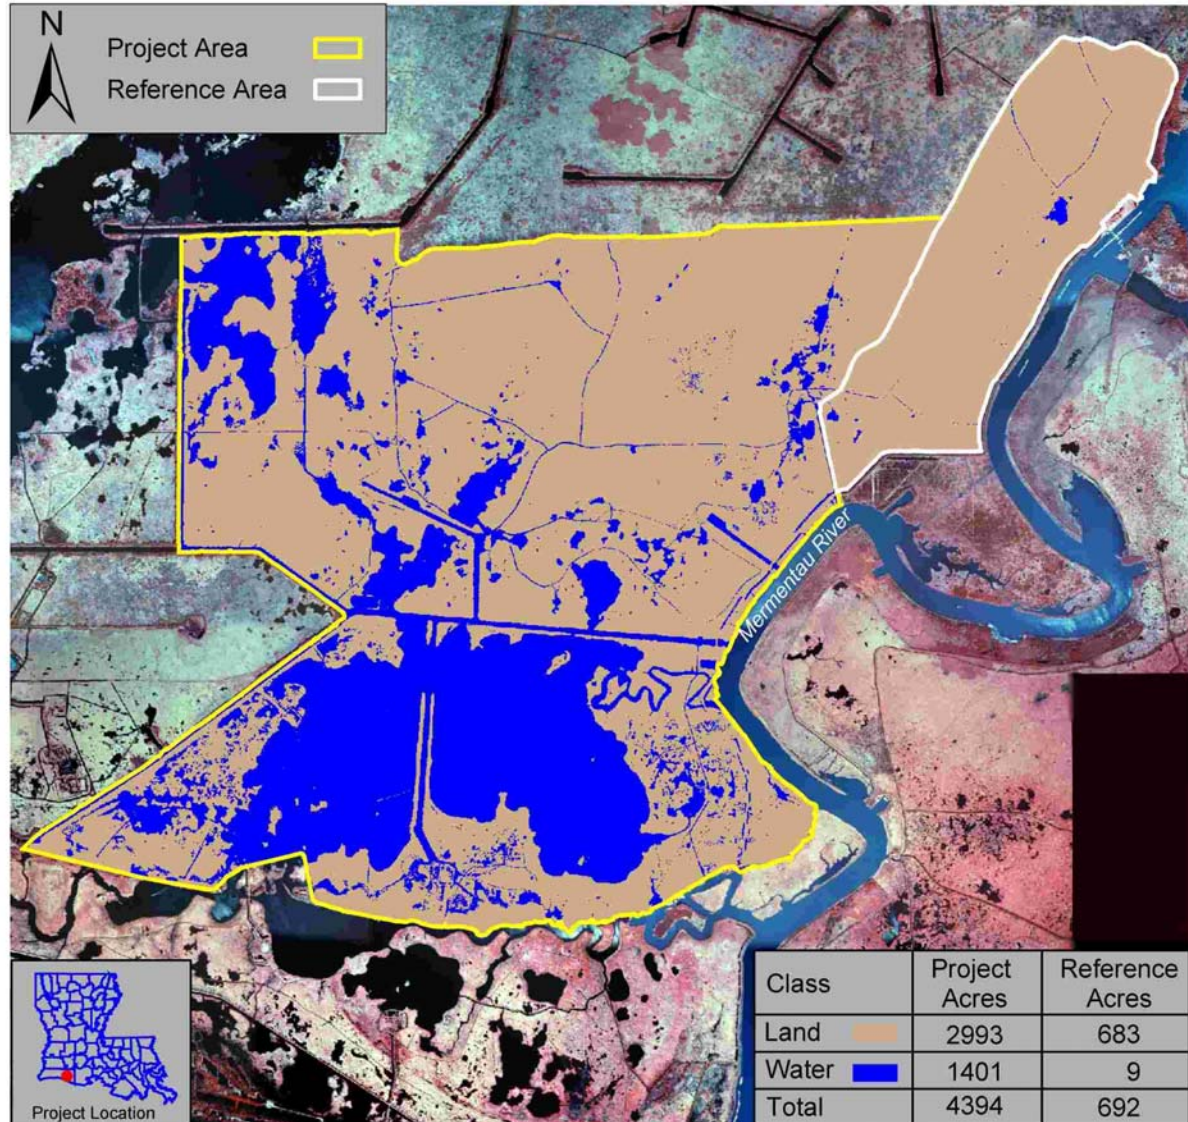 N
Project Area
Reference Area
Mermentau River
Project Location
Class Project Acres Reference Acres
Land 2993 683
Water 1401 9
Total 4394 692